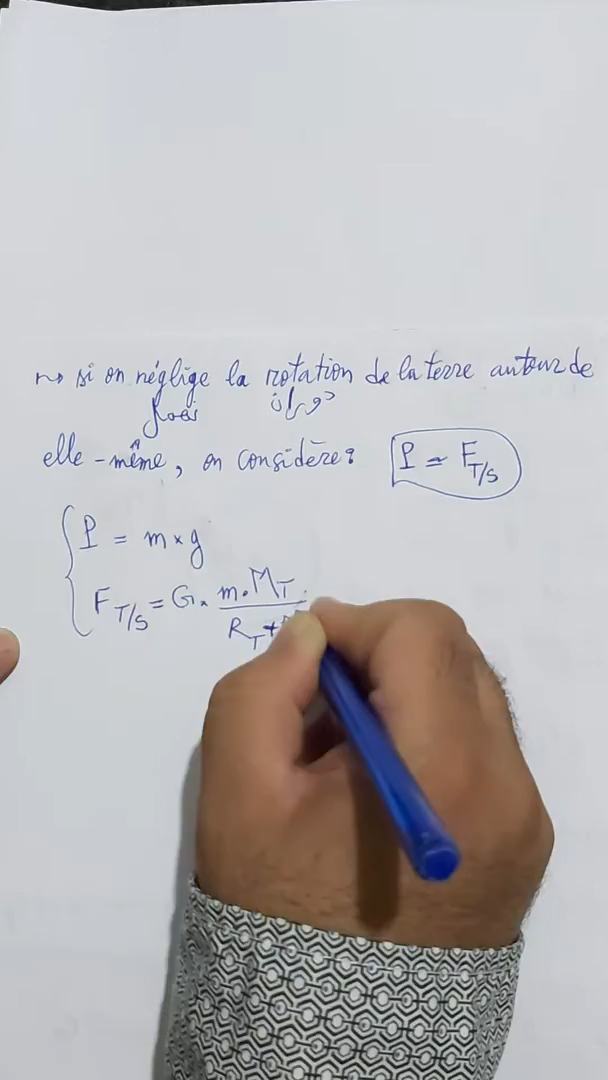 ~> si on néglige la rotation de la terre autour de
elle-même, on considère : P ≃ F_T/S
P = m × g
F_T/S = G × m . M_T / R_T +